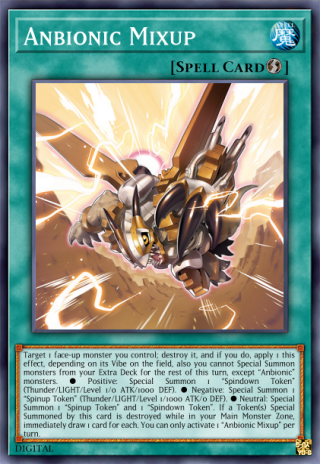 Anbionic Mixup
魔
[Spell Card]
Target 1 face-up monster you control; destroy it, and if you do, apply 1 this
effect, depending on its Vibe on the field, also you cannot Special Summon
monsters from your Extra Deck for the rest of this turn, except "Anbionic"
monsters. ● Positive: Special Summon 1 "Spindown Token"
(Thunder/LIGHT/Level 1/0 ATK/1000 DEF). ● Negative: Special Summon
1 "Spinup Token" (Thunder/LIGHT/Level 1/1000 ATK/0 DEF). ● Neutral: Special
Summon 1 "Spinup Token" and 1 "Spindown Token". If a Token(s) Special
Summoned by this card is destroyed while in your Main Monster Zone,
immediately draw 1 card for each. You can only activate 1 "Anbionic Mixup" per
turn.
DIGITAL